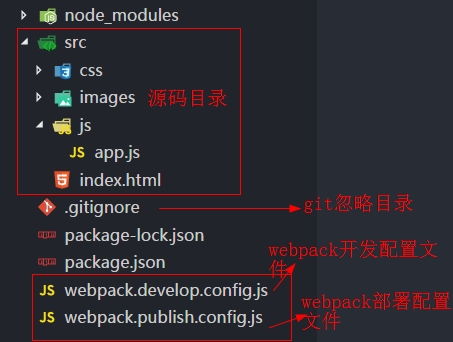 node_modules
src
css
images 源码目录
js
JS app.js
index.html
.gitignore git忽略目录
package-lock.json
package.json
webpack开发配置文
件
JS webpack.develop.config.js
JS webpack.publish.config.js
webpack部署配置
文件